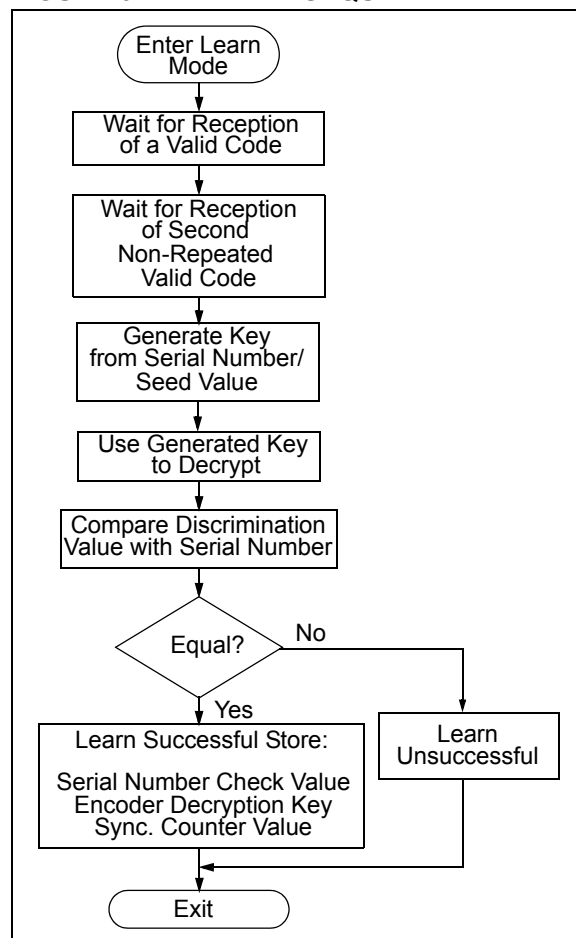 Enter Learn
Mode
Wait for Reception
of a Valid Code
Wait for Reception
of Second
Non-Repeated
Valid Code
Generate Key
from Serial Number/
Seed Value
Use Generated Key
to Decrypt
Compare Discrimination
Value with Serial Number
Equal?
No
Yes
Learn Successful Store:
Serial Number Check Value
Encoder Decryption Key
Sync. Counter Value
Learn
Unsuccessful
Exit